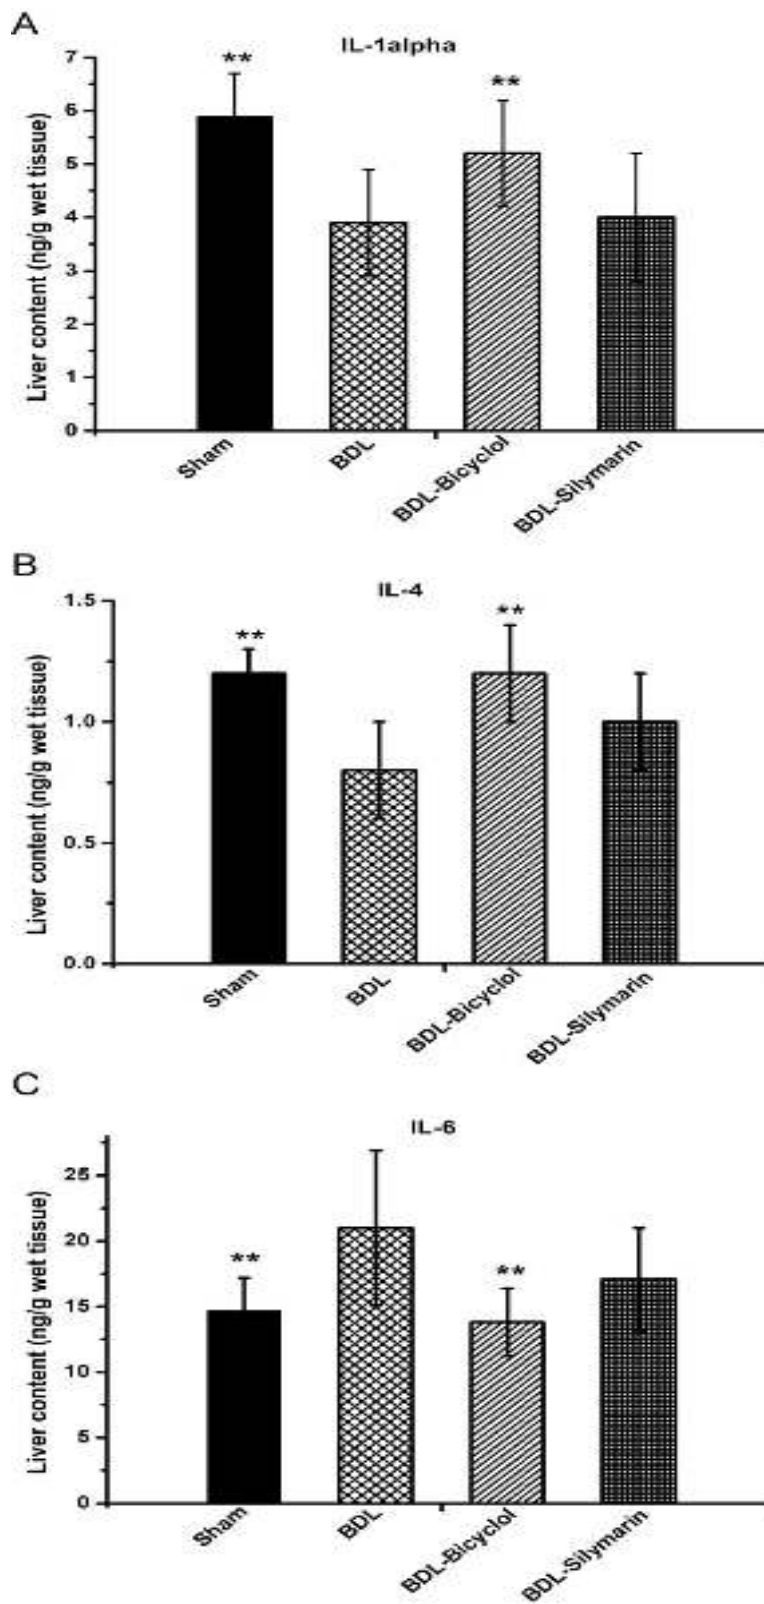 A
IL-1alpha
Liver content (ng/g wet tissue)
7
6
5
4
3
2
1
0
**
**
Sham
BDL
BDL-Bicyclol
BDL-Silymarin
B
IL-4
Liver content (ng/g wet tissue)
1.5
1.0
0.5
0.0
**
**
Sham
BDL
BDL-Bicyclol
BDL-Silymarin
C
IL-6
Liver content (ng/g wet tissue)
25
20
15
10
5
0
**
**
Sham
BDL
BDL-Bicyclol
BDL-Silymarin